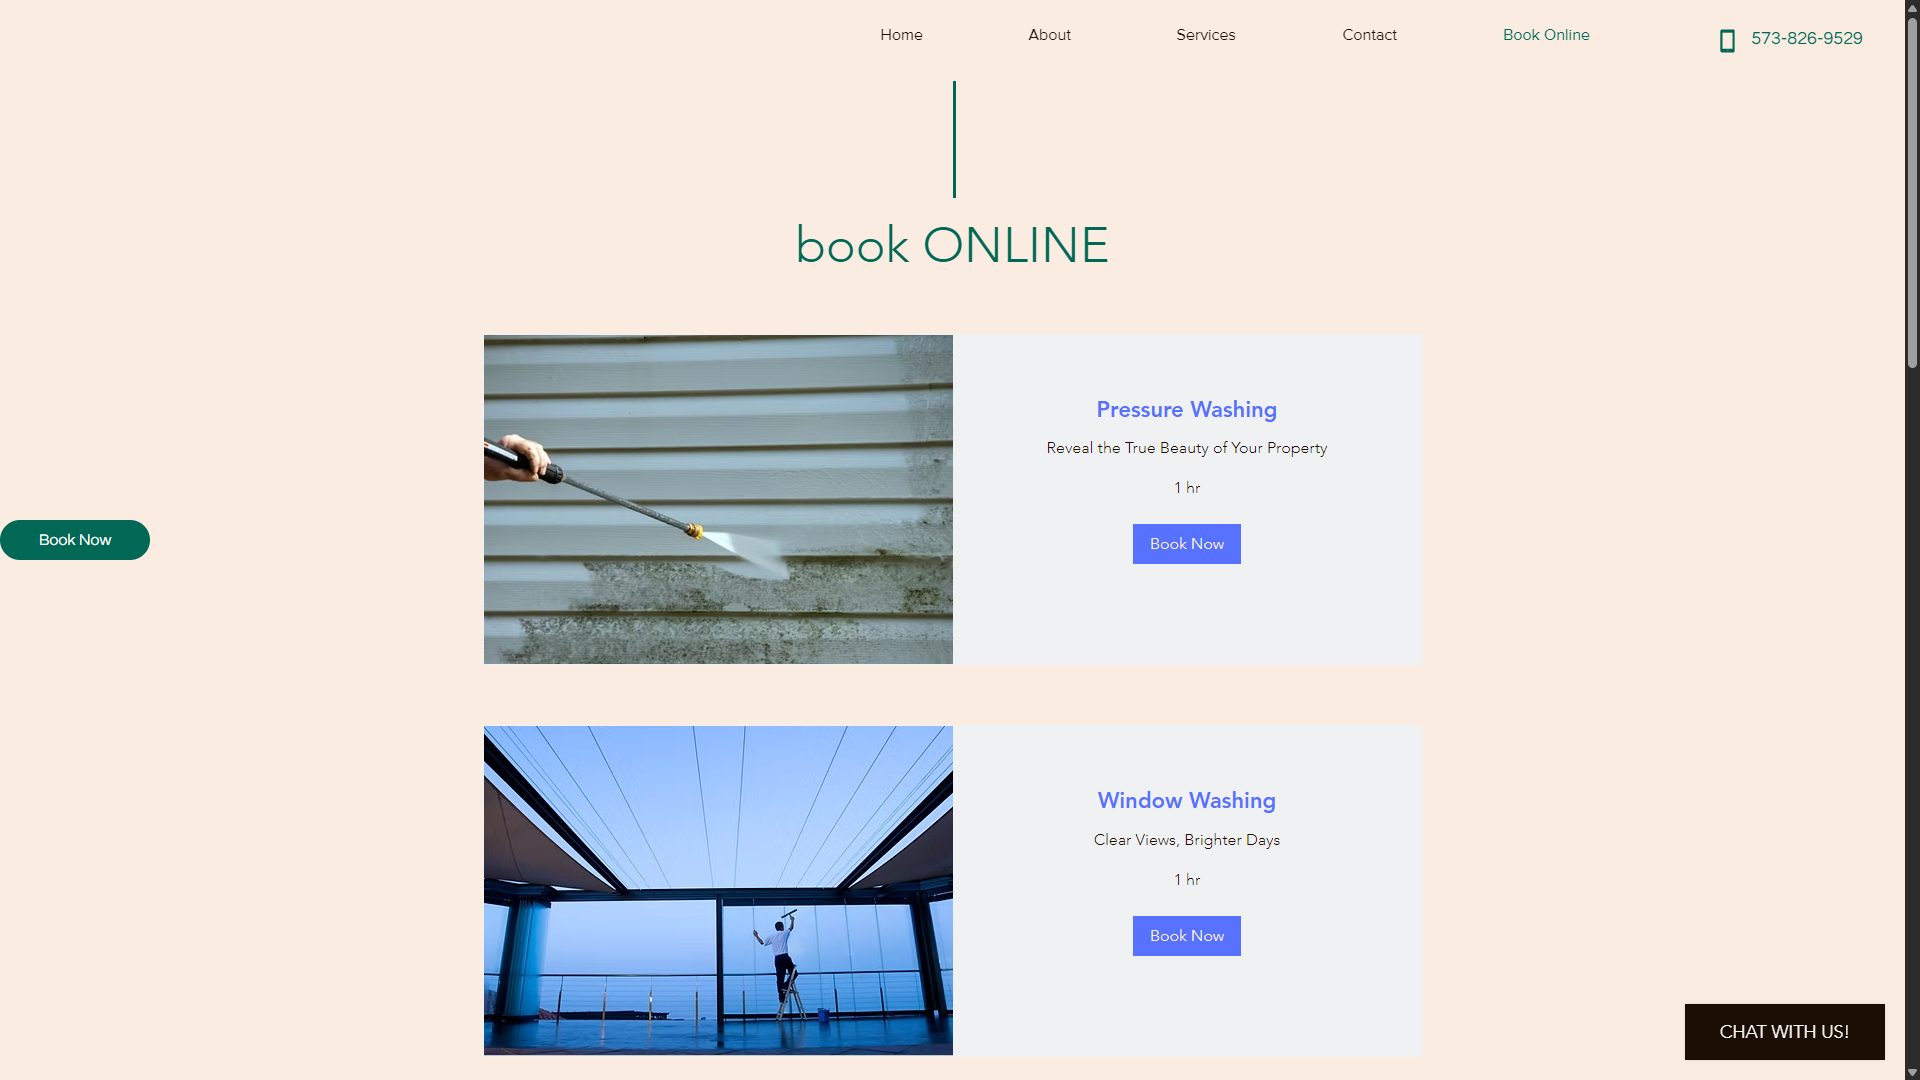 Home
About
Services
Contact
Book Online
573-826-9529
book ONLINE
Pressure Washing
Reveal the True Beauty of Your Property
1 hr
Book Now
Book Now
Window Washing
Clear Views, Brighter Days
1 hr
Book Now
CHAT WITH US!